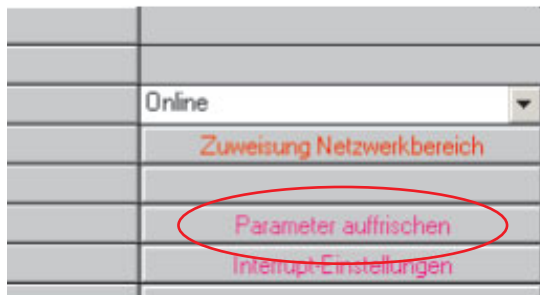 Online
Zuweisung Netzwerkbereich
Parameter auffrischen
Interrupt-Einstellungen